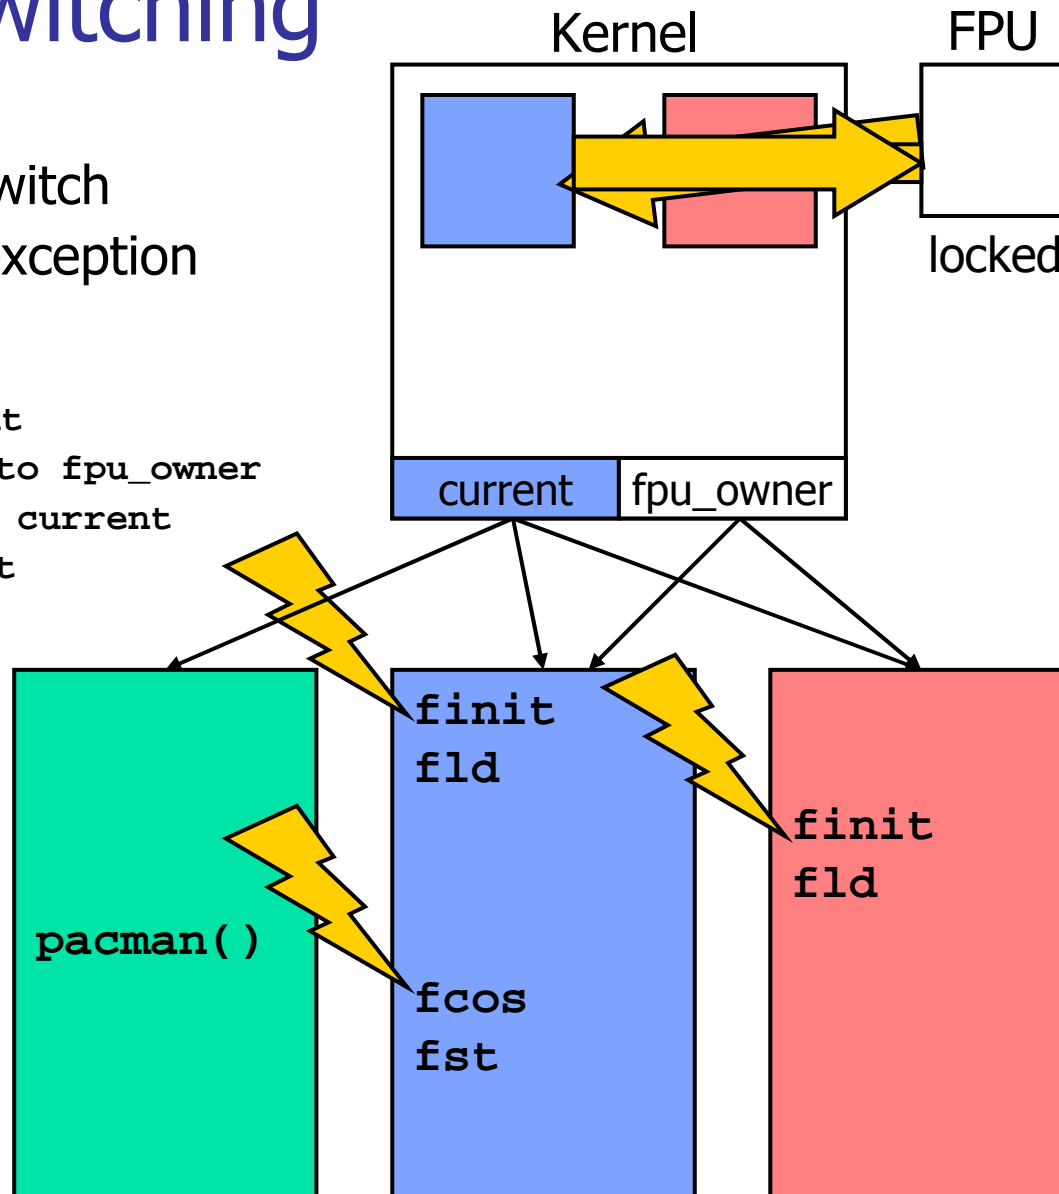 witching
Kernel
FPU
witch
xception
locked
t
to fpu_owner
current
t
current
fpu_owner
finit
fld
finit
fld
pacman()
fcos
fst